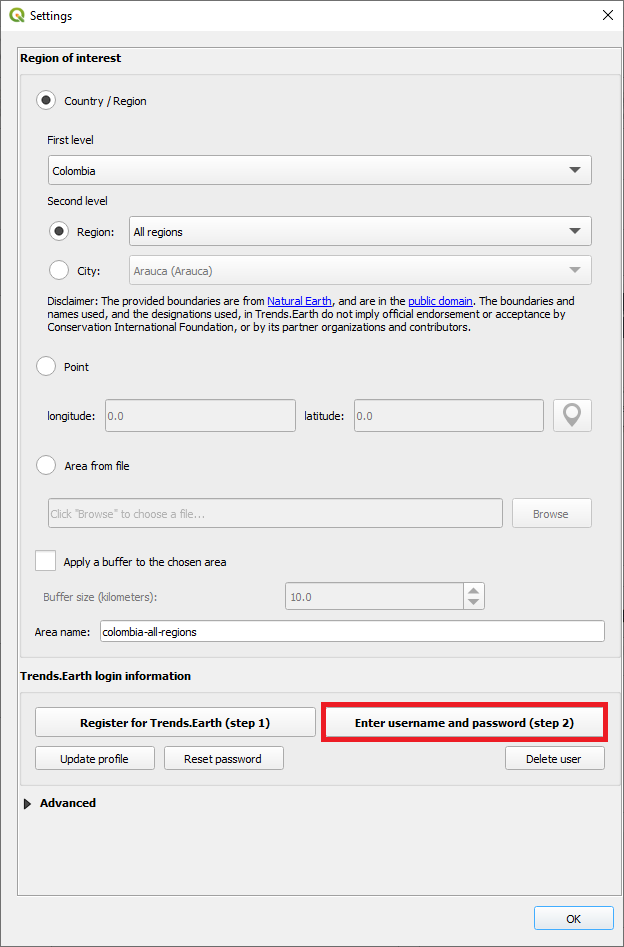 Settings
Region of interest
Country / Region
First level
Colombia
Second level
Region: All regions
City: Arauca (Arauca)
Disclaimer: The provided boundaries are from Natural Earth, and are in the public domain. The boundaries and
names used, and the designations used, in Trends.Earth do not imply official endorsement or acceptance by
Conservation International Foundation, or by its partner organizations and contributors.
Point
longitude: 0.0 latitude: 0.0
Area from file
Click "Browse" to choose a file... Browse
Apply a buffer to the chosen area
Buffer size (kilometers): 10.0
Area name: colombia-all-regions
Trends.Earth login information
Register for Trends.Earth (step 1) Enter username and password (step 2)
Update profile Reset password Delete user
Advanced
OK